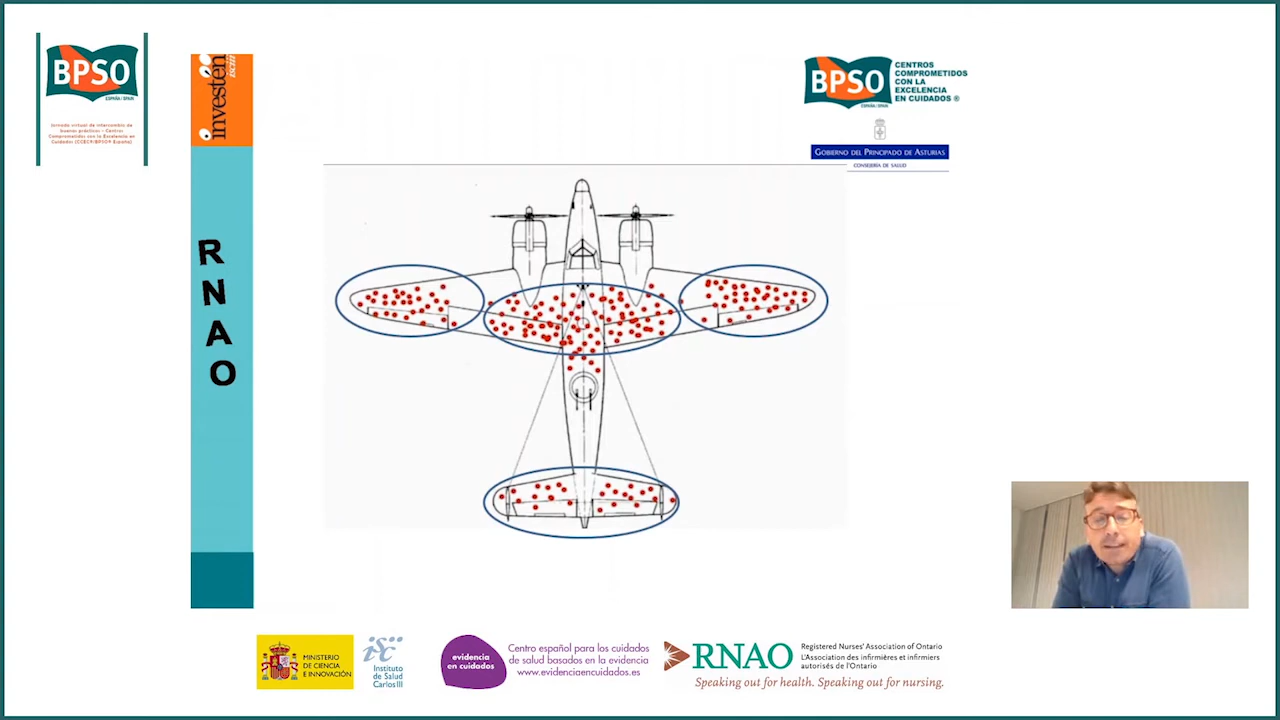 BPSO
ESPAÑA / SPAIN
Jornada virtual de intercambio de
buenas prácticas - Centros
Comprometidos con la Excelencia en
Cuidados (CCEC®/BPSO® España)
investén
isciii
R
N
A
O
BPSO
ESPAÑA / SPAIN
CENTROS
COMPROMETIDOS
CON LA
EXCELENCIA
EN CUIDADOS ®
GOBIERNO DEL PRINCIPADO DE ASTURIAS
CONSEJERÍA DE SALUD
MINISTERIO
DE CIENCIA
E INNOVACIÓN
isc
Instituto
de Salud
Carlos III
evidencia
en cuidados
Centro español para los cuidados
de salud basados en la evidencia
www.evidenciaencuidados.es
RNAO
Registered Nurses' Association of Ontario
L'Association des infirmières et infirmiers
autorisés de l'Ontario
Speaking out for health. Speaking out for nursing.